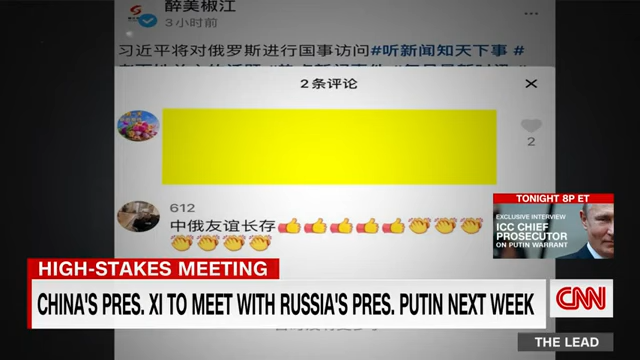 醉美椒江
3小时前
习近平将对俄罗斯进行国事访问#听新闻知天下事 #
2条评论
2
612
中俄友谊长存👍👍👍👍👍👏👏👏
👏👏👏👏
TONIGHT 8P ET
EXCLUSIVE INTERVIEW
ICC CHIEF
PROSECUTOR
ON PUTIN WARRANT
HIGH-STAKES MEETING
CHINA'S PRES. XI TO MEET WITH RUSSIA'S PRES. PUTIN NEXT WEEK
CNN
THE LEAD